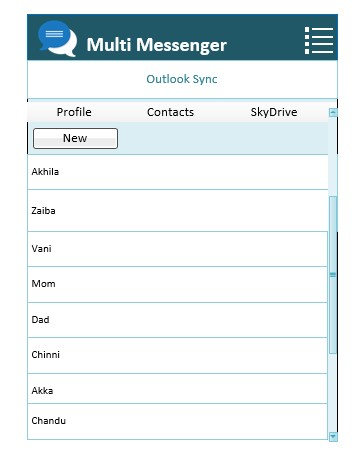 Multi Messenger
Outlook Sync
Profile Contacts SkyDrive
New
Akhila
Zaiba
Vani
Mom
Dad
Chinni
Akka
Chandu